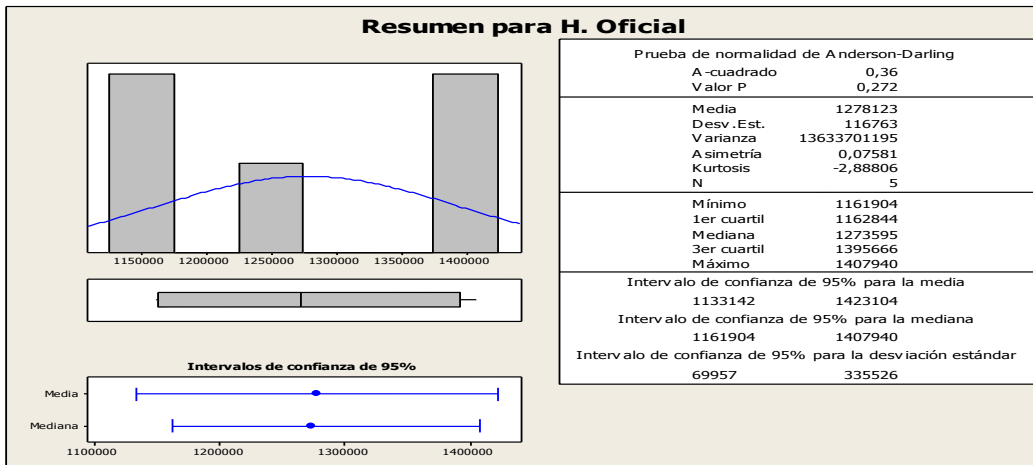 Resumen para H. Oficial
1150000 1200000 1250000 1300000 1350000 1400000
Intervalos de confianza de 95%
Media
Mediana
1100000 1200000 1300000 1400000
Prueba de normalidad de Anderson-Darling
A-cuadrado 0,36
Valor P 0,272
Media 1278123
Desv.Est. 116763
Varianza 13633701195
Asimetría 0,07581
Kurtosis -2,88806
N 5
Mínimo 1161904
1er cuartil 1162844
Mediana 1273595
3er cuartil 1395666
Máximo 1407940
Intervalo de confianza de 95% para la media
1133142 1423104
Intervalo de confianza de 95% para la mediana
1161904 1407940
Intervalo de confianza de 95% para la desviación estándar
69957 335526